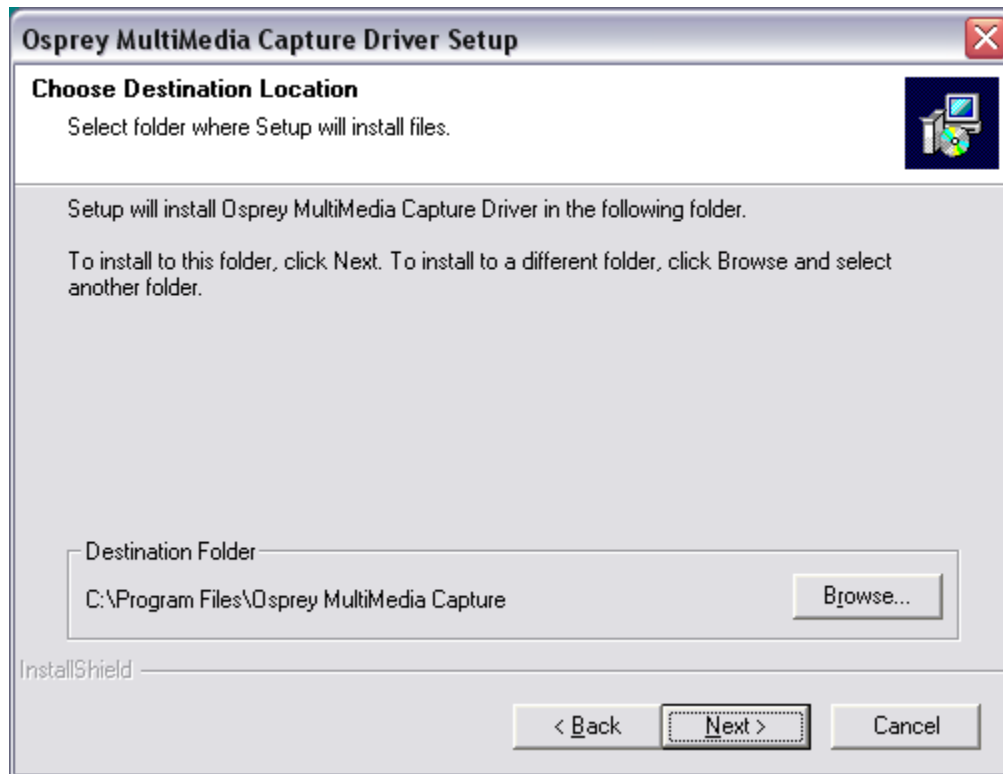 Osprey MultiMedia Capture Driver Setup
Choose Destination Location
Select folder where Setup will install files.
Setup will install Osprey MultiMedia Capture Driver in the following folder.
To install to this folder, click Next. To install to a different folder, click Browse and select
another folder.
Destination Folder
C:\Program Files\Osprey MultiMedia Capture
Browse...
InstallShield
< Back
Next >
Cancel